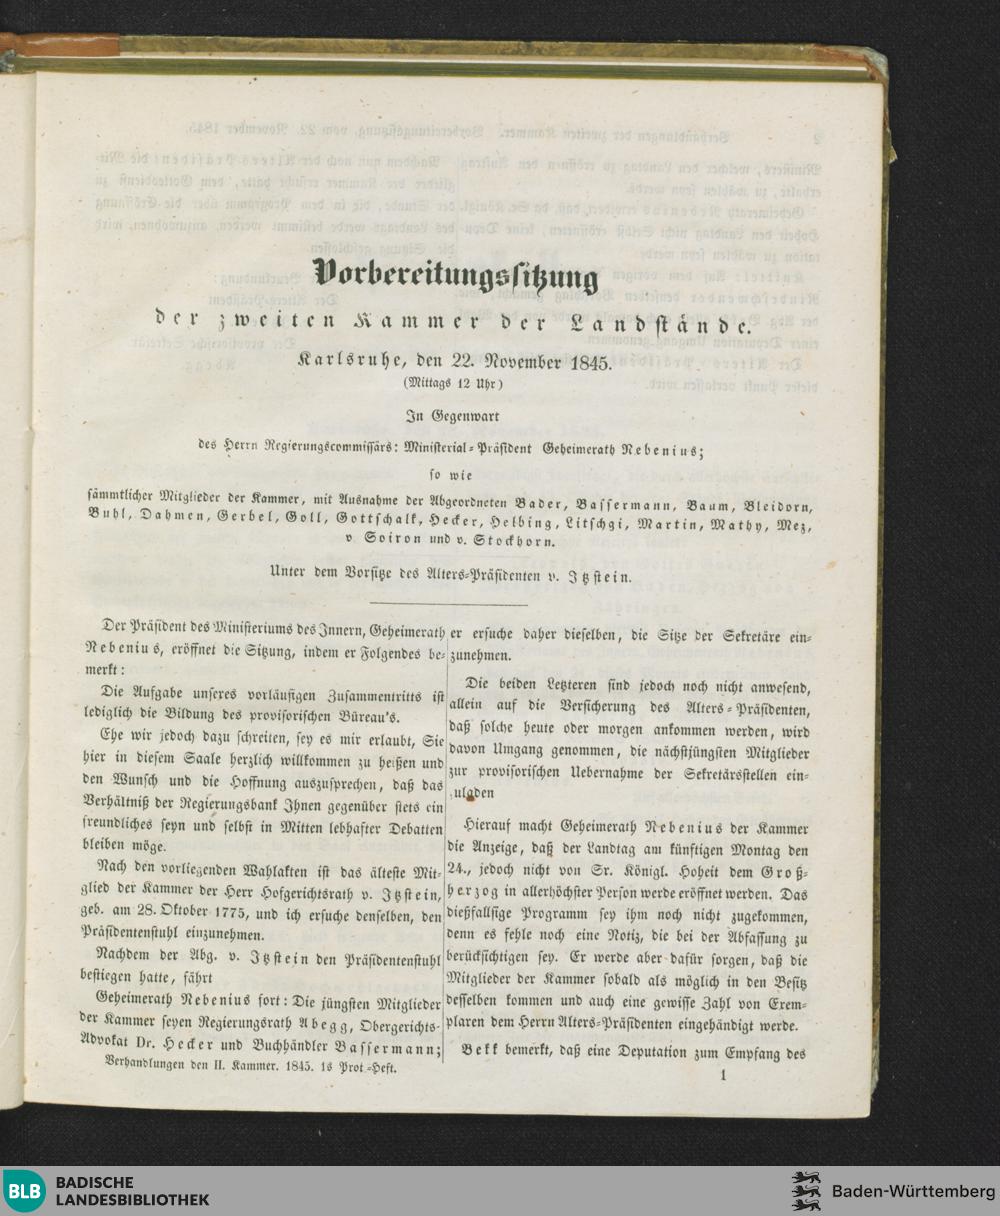 Vorbereitungssitzung
der zweiten Kammer der Landstände.
Karlsruhe, den 22. November 1845.
(Mittags 12 Uhr)
In Gegenwart
des Herrn Regierungscommissärs: Ministerial-Präsident Geheimerath Nebenius;
so wie
sämmtlicher Mitglieder der Kammer, mit Ausnahme der Abgeordneten Bader, Bassermann, Baum, Bleidorn,
Buhl, Dahmen, Gerbel, Goll, Gottschalk, Hecker, Helbing, Litschgi, Martin, Mathy, Mez,
v Soiron und v. Stockhorn.
Unter dem Vorsitze des Alters-Präsidenten v. Itzstein.
Der Präsident des Ministeriums des Innern, Geheimerath
Nebenius, eröffnet die Sitzung, indem er Folgendes be-
merkt:
Die Aufgabe unseres vorläufigen Zusammentritts ist
lediglich die Bildung des provisorischen Büreau's.
Ehe wir jedoch dazu schreiten, sey es mir erlaubt, Sie
hier in diesem Saale herzlich willkommen zu heißen und
den Wunsch und die Hoffnung auszusprechen, daß das
Verhältniß der Regierungsbank Ihnen gegenüber stets ein
freundliches seyn und selbst in Mitten lebhafter Debatten
bleiben möge.
Nach den vorliegenden Wahlakten ist das älteste Mit-
glied der Kammer der Herr Hofgerichtsrath v. Itzstein,
geb. am 28. Oktober 1775, und ich ersuche denselben, den
Präsidentenstuhl einzunehmen.
Nachdem der Abg. v. Itzstein den Präsidentenstuhl
bestiegen hatte, fährt
Geheimerath Nebenius fort: Die jüngsten Mitglieder
der Kammer seyen Regierungsrath Abegg, Obergerichts-
Advokat Dr. Hecker und Buchhändler Bassermann;
Verhandlungen den II. Kammer. 1845. 1s Prot.-Heft.
er ersuche daher dieselben, die Sitze der Sekretäre ein-
zunehmen.
Die beiden Letzteren sind jedoch noch nicht anwesend,
allein auf die Versicherung des Alters-Präsidenten,
daß solche heute oder morgen ankommen werden, wird
davon Umgang genommen, die nächstjüngsten Mitglieder
zur provisorischen Uebernahme der Sekretärsstellen ein-
zuladen
Hierauf macht Geheimerath Nebenius der Kammer
die Anzeige, daß der Landtag am künftigen Montag den
24., jedoch nicht von Sr. Königl. Hoheit dem Groß-
herzog in allerhöchster Person werde eröffnet werden. Das
dießfallsige Programm sey ihm noch nicht zugekommen,
denn es fehle noch eine Notiz, die bei der Abfassung zu
berücksichtigen sey. Er werde aber dafür sorgen, daß die
Mitglieder der Kammer sobald als möglich in den Besitz
desselben kommen und auch eine gewisse Zahl von Exem-
plaren dem Herrn Alters-Präsidenten eingehändigt werde.
Bekk bemerkt, daß eine Deputation zum Empfang des
1
BLB BADISCHE
LANDESBIBLIOTHEK
Baden-Württemberg